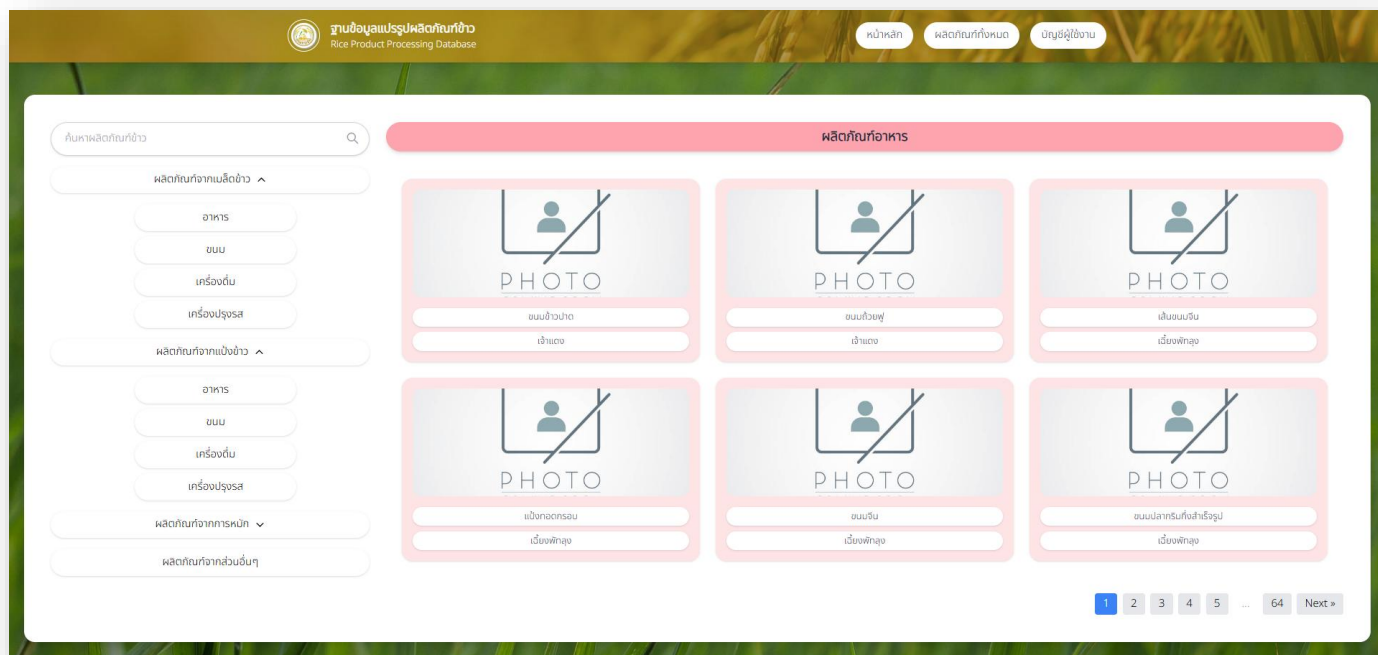 ฐานข้อมูลแปรรูปผลิตภัณฑ์ข้าว
Rice Product Processing Database
หน้าหลัก
ผลิตภัณฑ์ทั้งหมด
บัญชีผู้ใช้งาน
ค้นหาผลิตภัณฑ์ข้าว
ผลิตภัณฑ์จากเมล็ดข้าว
อาหาร
ขนม
เครื่องดื่ม
เครื่องปรุงรส
ผลิตภัณฑ์จากแป้งข้าว
อาหาร
ขนม
เครื่องดื่ม
เครื่องปรุงรส
ผลิตภัณฑ์จากการหมัก
ผลิตภัณฑ์จากส่วนอื่นๆ
ผลิตภัณฑ์อาหาร
PHOTO
ขนมข้าวปาด
เจ้าแดง
PHOTO
ขนมถ้วยฟู
เจ้าแดง
PHOTO
เส้นขนมจีน
เฉี้ยงพัทลุง
PHOTO
แป้งทอดกรอบ
เฉี้ยงพัทลุง
PHOTO
ขนมจีน
เฉี้ยงพัทลุง
PHOTO
ขนมปลากริมกึ่งสำเร็จรูป
เฉี้ยงพัทลุง
1 2 3 4 5 ... 64 Next »